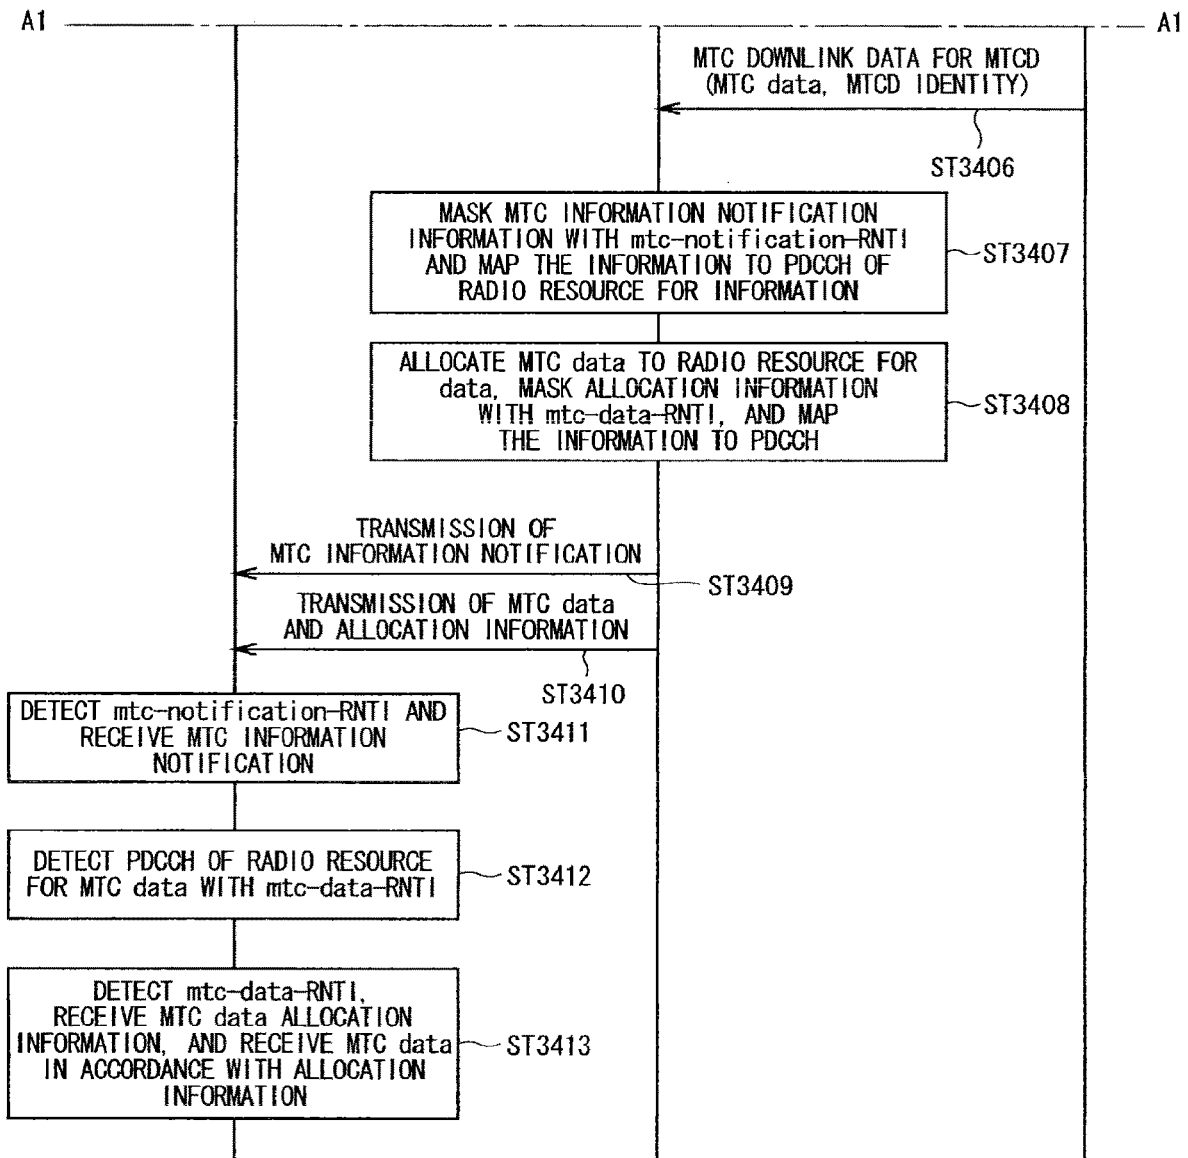 A1
A1
MTC DOWNLINK DATA FOR MTCD
(MTC data, MTCD IDENTITY)
ST3406
MASK MTC INFORMATION NOTIFICATION
INFORMATION WITH mtc-notification-RNTI
AND MAP THE INFORMATION TO PDCCH OF
RADIO RESOURCE FOR INFORMATION
ST3407
ALLOCATE MTC data TO RADIO RESOURCE FOR
data, MASK ALLOCATION INFORMATION
WITH mtc-data-RNTI, AND MAP
THE INFORMATION TO PDCCH
ST3408
TRANSMISSION OF
MTC INFORMATION NOTIFICATION
ST3409
TRANSMISSION OF MTC data
AND ALLOCATION INFORMATION
ST3410
DETECT mtc-notification-RNTI AND
RECEIVE MTC INFORMATION
NOTIFICATION
ST3411
DETECT PDCCH OF RADIO RESOURCE
FOR MTC data WITH mtc-data-RNTI
ST3412
DETECT mtc-data-RNTI,
RECEIVE MTC data ALLOCATION
INFORMATION, AND RECEIVE MTC data
IN ACCORDANCE WITH ALLOCATION
INFORMATION
ST3413